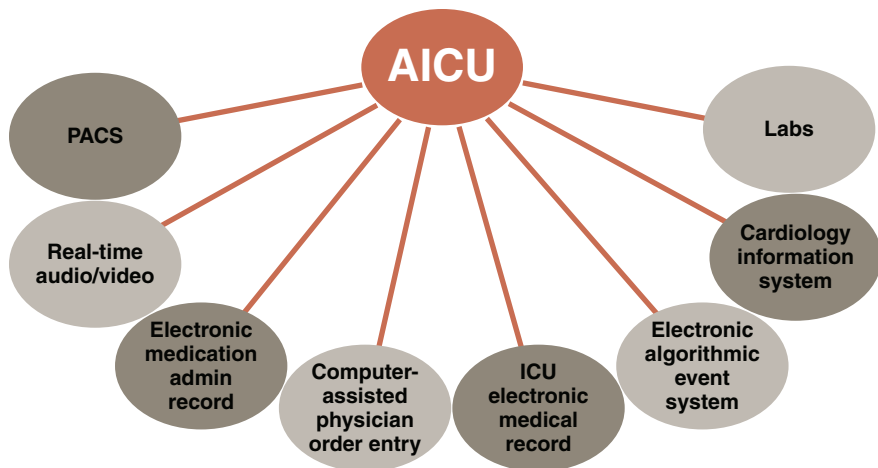 AICU
PACS
Real-time
audio/video
Electronic
medication
admin
record
Computer-
assisted
physician
order entry
ICU
electronic
medical
record
Electronic
algorithmic
event
system
Cardiology
information
system
Labs